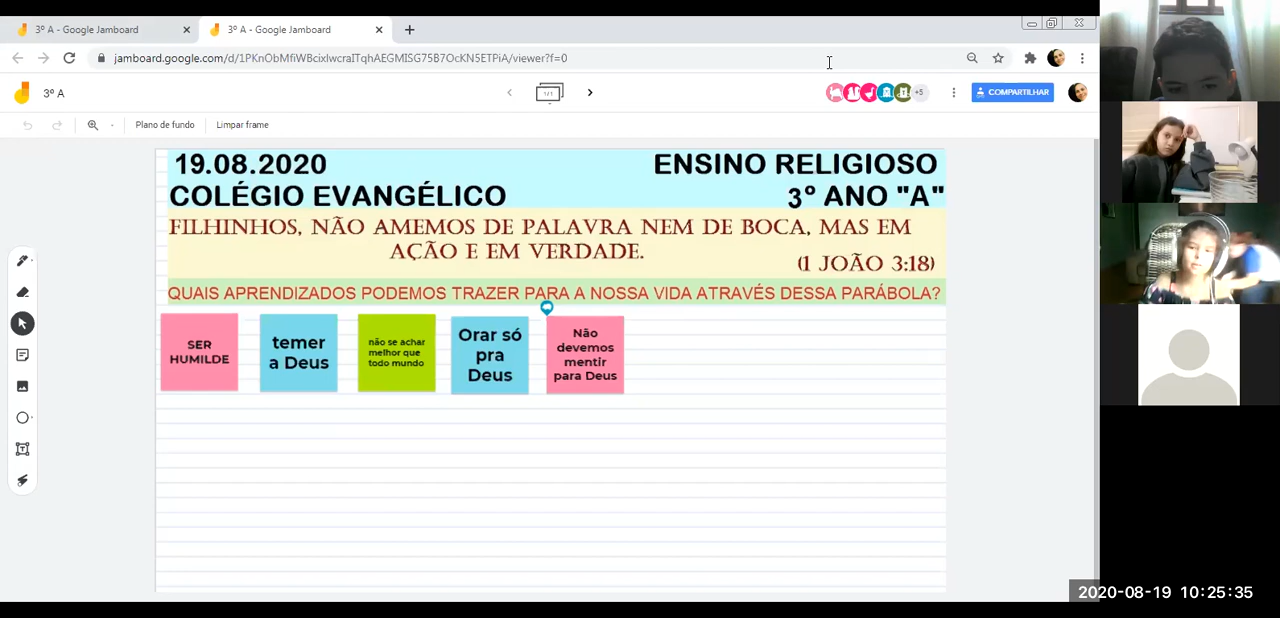 3º A - Google Jamboard
3º A - Google Jamboard
jamboard.google.com/d/1PKnObMfiWBcixlwcraITqhAEGMISG75B7OcKN5ETPiA/viewer?f=0
3º A
1/1
+5
COMPARTILHAR
Plano de fundo
Limpar frame
19.08.2020
ENSINO RELIGIOSO
COLÉGIO EVANGÉLICO
3º ANO "A"
FILHINHOS, NÃO AMEMOS DE PALAVRA NEM DE BOCA, MAS EM
AÇÃO E EM VERDADE.
(1 JOÃO 3:18)
QUAIS APRENDIZADOS PODEMOS TRAZER PARA A NOSSA VIDA ATRAVÉS DESSA PARÁBOLA?
SER
HUMILDE
temer
a Deus
não se achar
melhor que
todo mundo
Orar só
pra
Deus
Não
devemos
mentir
para Deus
2020-08-19 10:25:35